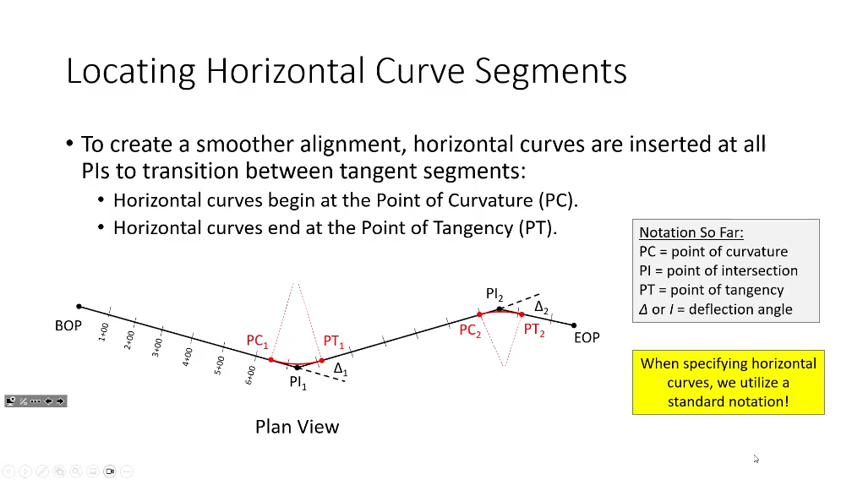 Locating Horizontal Curve Segments
• To create a smoother alignment, horizontal curves are inserted at all
PIs to transition between tangent segments:
• Horizontal curves begin at the Point of Curvature (PC).
• Horizontal curves end at the Point of Tangency (PT).
Notation So Far:
PC = point of curvature
PI = point of intersection
PT = point of tangency
Δ or I = deflection angle
BOP
1+00
2+00
3+00
4+00
5+00
6+00
PC₁
PT₁
PI₁
Δ₁
PI₂
Δ₂
PC₂
PT₂
EOP
When specifying horizontal
curves, we utilize a
standard notation!
Plan View